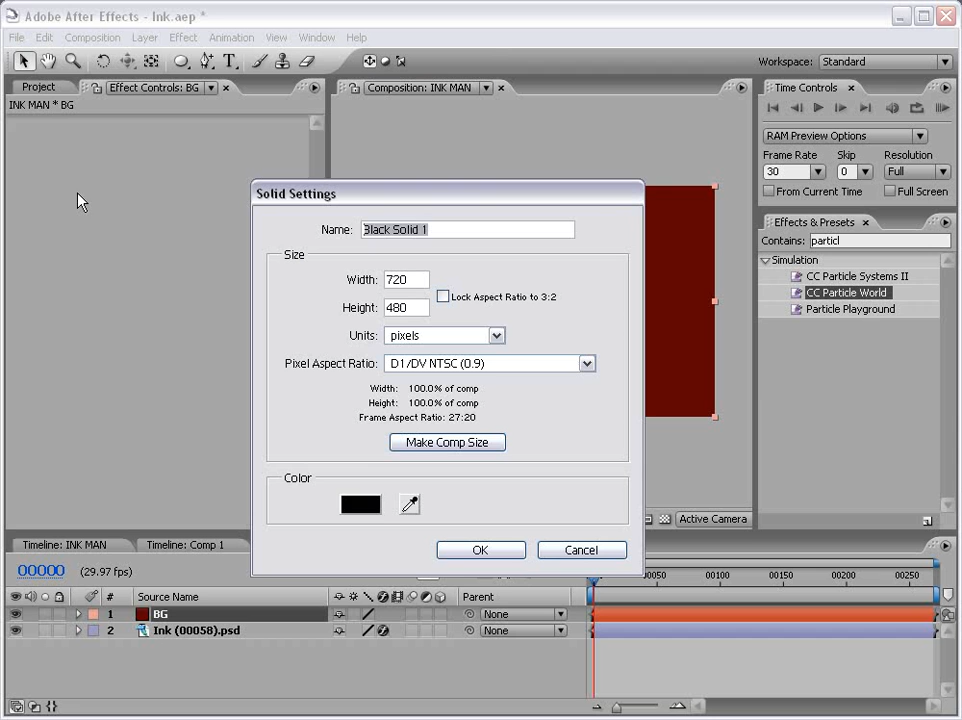 Adobe After Effects - Ink.aep *
File Edit Composition Layer Effect Animation View Window Help
Workspace: Standard
Project Effect Controls: BG Composition: INK MAN Time Controls
INK MAN * BG
RAM Preview Options
Frame Rate Skip Resolution
30 0 Full
From Current Time Full Screen
Effects & Presets
Contains: particl
Simulation
CC Particle Systems II
CC Particle World
Particle Playground
Solid Settings
Name: Black Solid 1
Size
Width: 720
Lock Aspect Ratio to 3:2
Height: 480
Units: pixels
Pixel Aspect Ratio: D1/DV NTSC (0.9)
Width: 100.0% of comp
Height: 100.0% of comp
Frame Aspect Ratio: 27:20
Make Comp Size
Color
OK Cancel
Active Camera
Timeline: INK MAN Timeline: Comp 1
00000 (29.97 fps)
00050 00100 00150 00200 00250
# Source Name Parent
1 BG None
2 Ink (00058).psd None